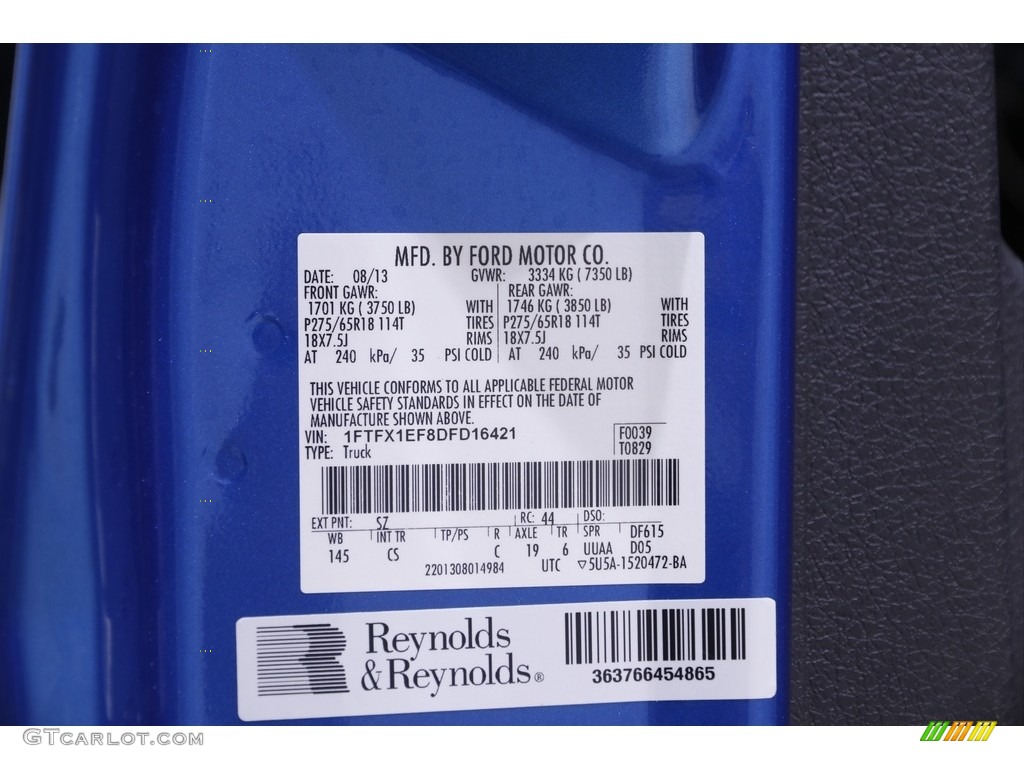 MFD. BY FORD MOTOR CO.
DATE: 08/13 GVWR: 3334 KG ( 7350 LB)
FRONT GAWR: REAR GAWR:
1701 KG ( 3750 LB) WITH 1746 KG ( 3850 LB) WITH
P275/65R18 114T TIRES P275/65R18 114T TIRES
18X7.5J RIMS 18X7.5J RIMS
AT 240 kPa/ 35 PSI COLD AT 240 kPa/ 35 PSI COLD
THIS VEHICLE CONFORMS TO ALL APPLICABLE FEDERAL MOTOR
VEHICLE SAFETY STANDARDS IN EFFECT ON THE DATE OF
MANUFACTURE SHOWN ABOVE.
VIN: 1FTFX1EF8DFD16421 F0039
TYPE: Truck T0829
EXT PNT: SZ RC: 44 DSO:
WB INT TR TP/PS R AXLE TR SPR DF615
145 CS C 19 6 UUAA D05
2201308014984 UTC ▽5U5A-1520472-BA
Reynolds
&Reynolds®
363766454865
GTCarlot.com